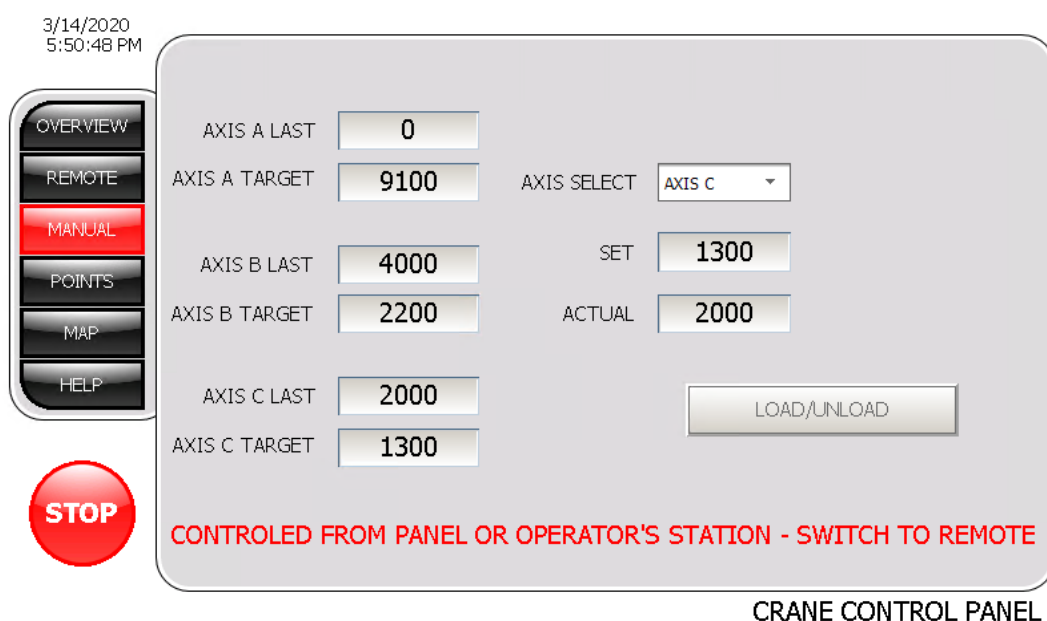 3/14/2020
5:50:48 PM
OVERVIEW
REMOTE
MANUAL
POINTS
MAP
HELP
STOP
AXIS A LAST 0
AXIS A TARGET 9100
AXIS B LAST 4000
AXIS B TARGET 2200
AXIS C LAST 2000
AXIS C TARGET 1300
AXIS SELECT AXIS C
SET 1300
ACTUAL 2000
LOAD/UNLOAD
CONTROLED FROM PANEL OR OPERATOR'S STATION - SWITCH TO REMOTE
CRANE CONTROL PANEL